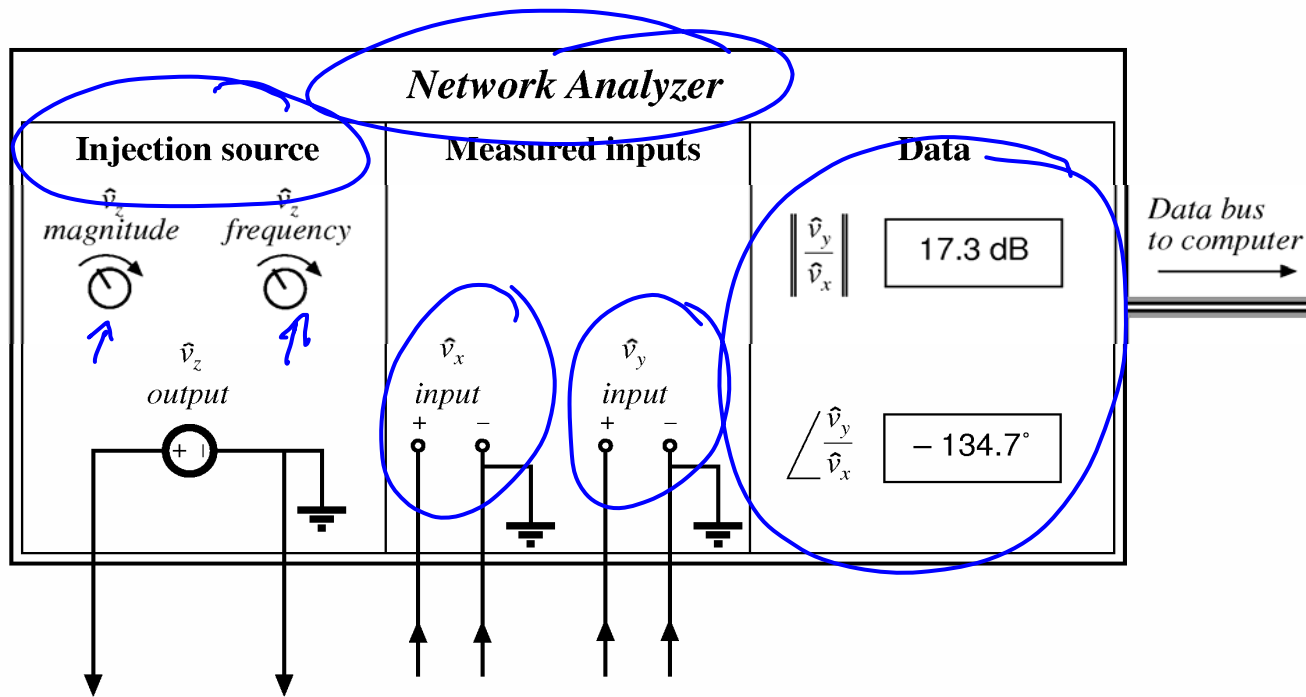 Network Analyzer
Injection source
Measured inputs
Data
v̂z
magnitude
v̂z
frequency
v̂z
output
+ –
v̂x
input
+ –
v̂y
input
+ –
‖v̂y/v̂x‖
17.3 dB
∠v̂y/v̂x
– 134.7°
Data bus
to computer